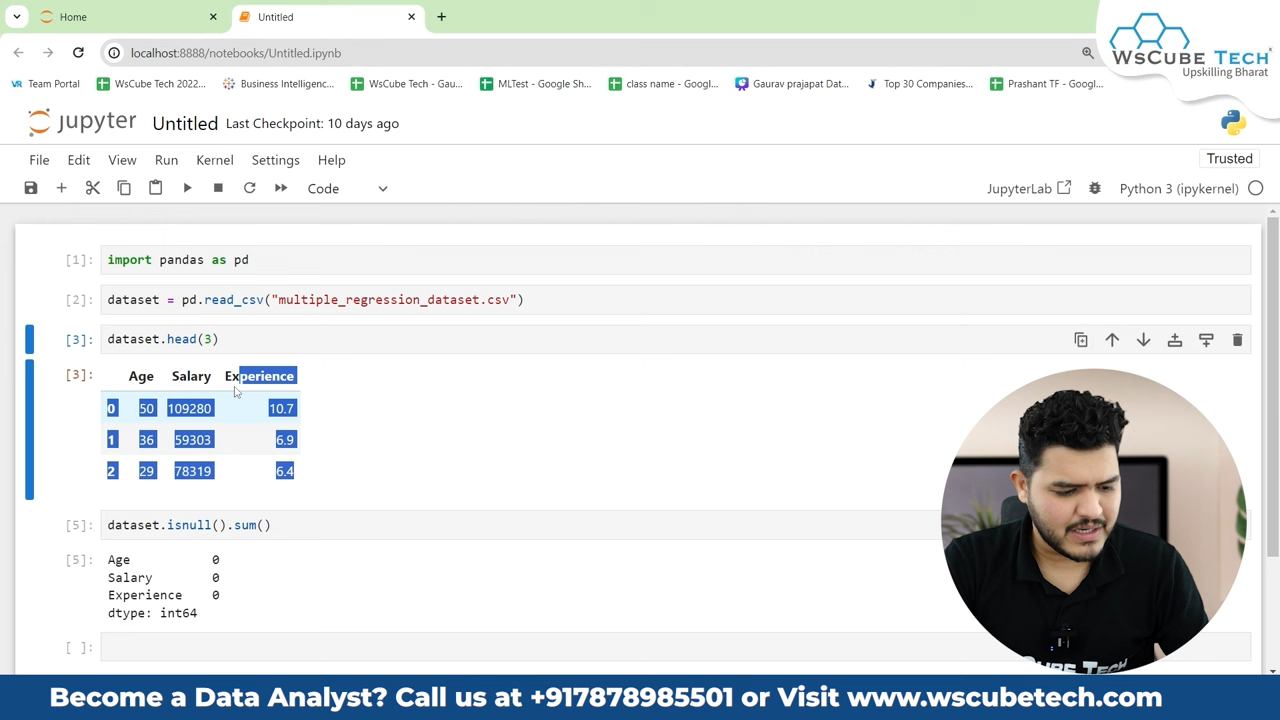 Home
Untitled
localhost:8888/notebooks/Untitled.ipynb
WsCube Tech
Upskilling Bharat
VR Team Portal
WsCube Tech 2022...
Business Intelligenc...
WsCube Tech - Gau...
MLTest - Google Sh...
class name - Googl...
Gaurav prajapat Dat...
Top 30 Companies...
Prashant TF - Googl...
jupyter Untitled Last Checkpoint: 10 days ago
File Edit View Run Kernel Settings Help
Trusted
Code
JupyterLab
Python 3 (ipykernel)
[1]: import pandas as pd
[2]: dataset = pd.read_csv("multiple_regression_dataset.csv")
[3]: dataset.head(3)
[3]: Age Salary Experience
0 50 109280 10.7
1 36 59303 6.9
2 29 78319 6.4
[5]: dataset.isnull().sum()
[5]: Age 0
Salary 0
Experience 0
dtype: int64
[ ]:
Become a Data Analyst? Call us at +917878985501 or Visit www.wscubetech.com